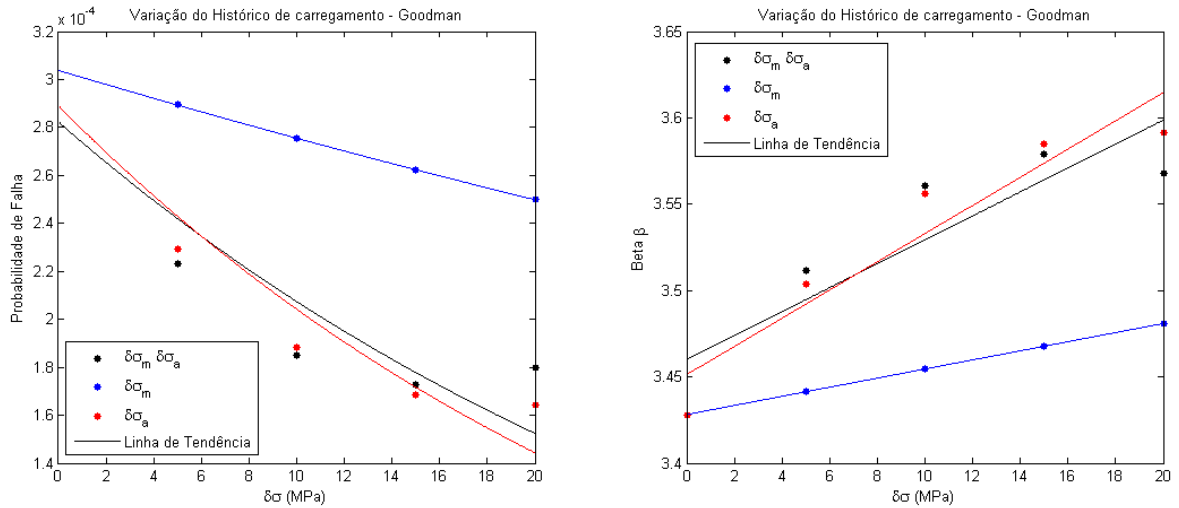 Variação do Histórico de carregamento - Goodman
x 10⁻⁴
3.2
3
2.8
2.6
2.4
2.2
2
1.8
1.6
1.4
Probabilidade de Falha
δσm δσa
δσm
δσa
Linha de Tendência
0 2 4 6 8 10 12 14 16 18 20
δσ (MPa)
Variação do Histórico de carregamento - Goodman
3.65
3.6
3.55
3.5
3.45
3.4
Beta β
δσm δσa
δσm
δσa
Linha de Tendência
0 2 4 6 8 10 12 14 16 18 20
δσ (MPa)